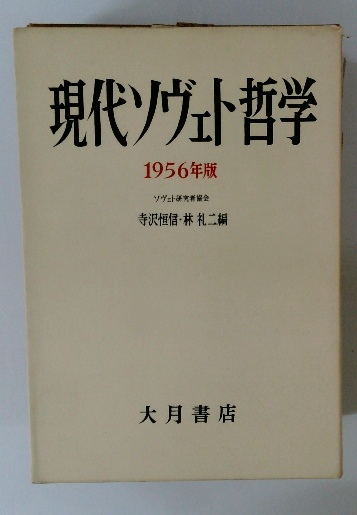 現代ソヴェト哲学
1956年版
ソヴェト研究者協会
寺沢恒信・林 礼二編
大月書店